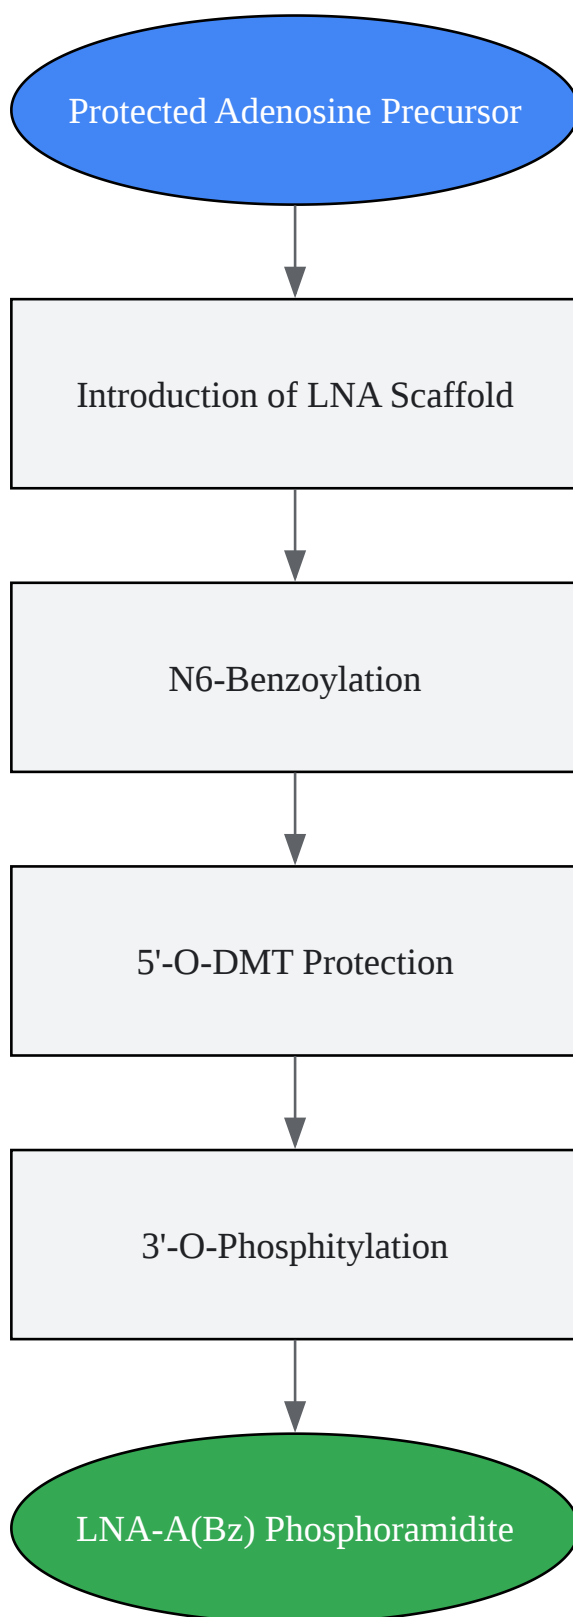 Protected Adenosine Precursor
Introduction of LNA Scaffold
N6-Benzoylation
5'-O-DMT Protection
3'-O-Phosphitylation
LNA-A(Bz) Phosphoramidite